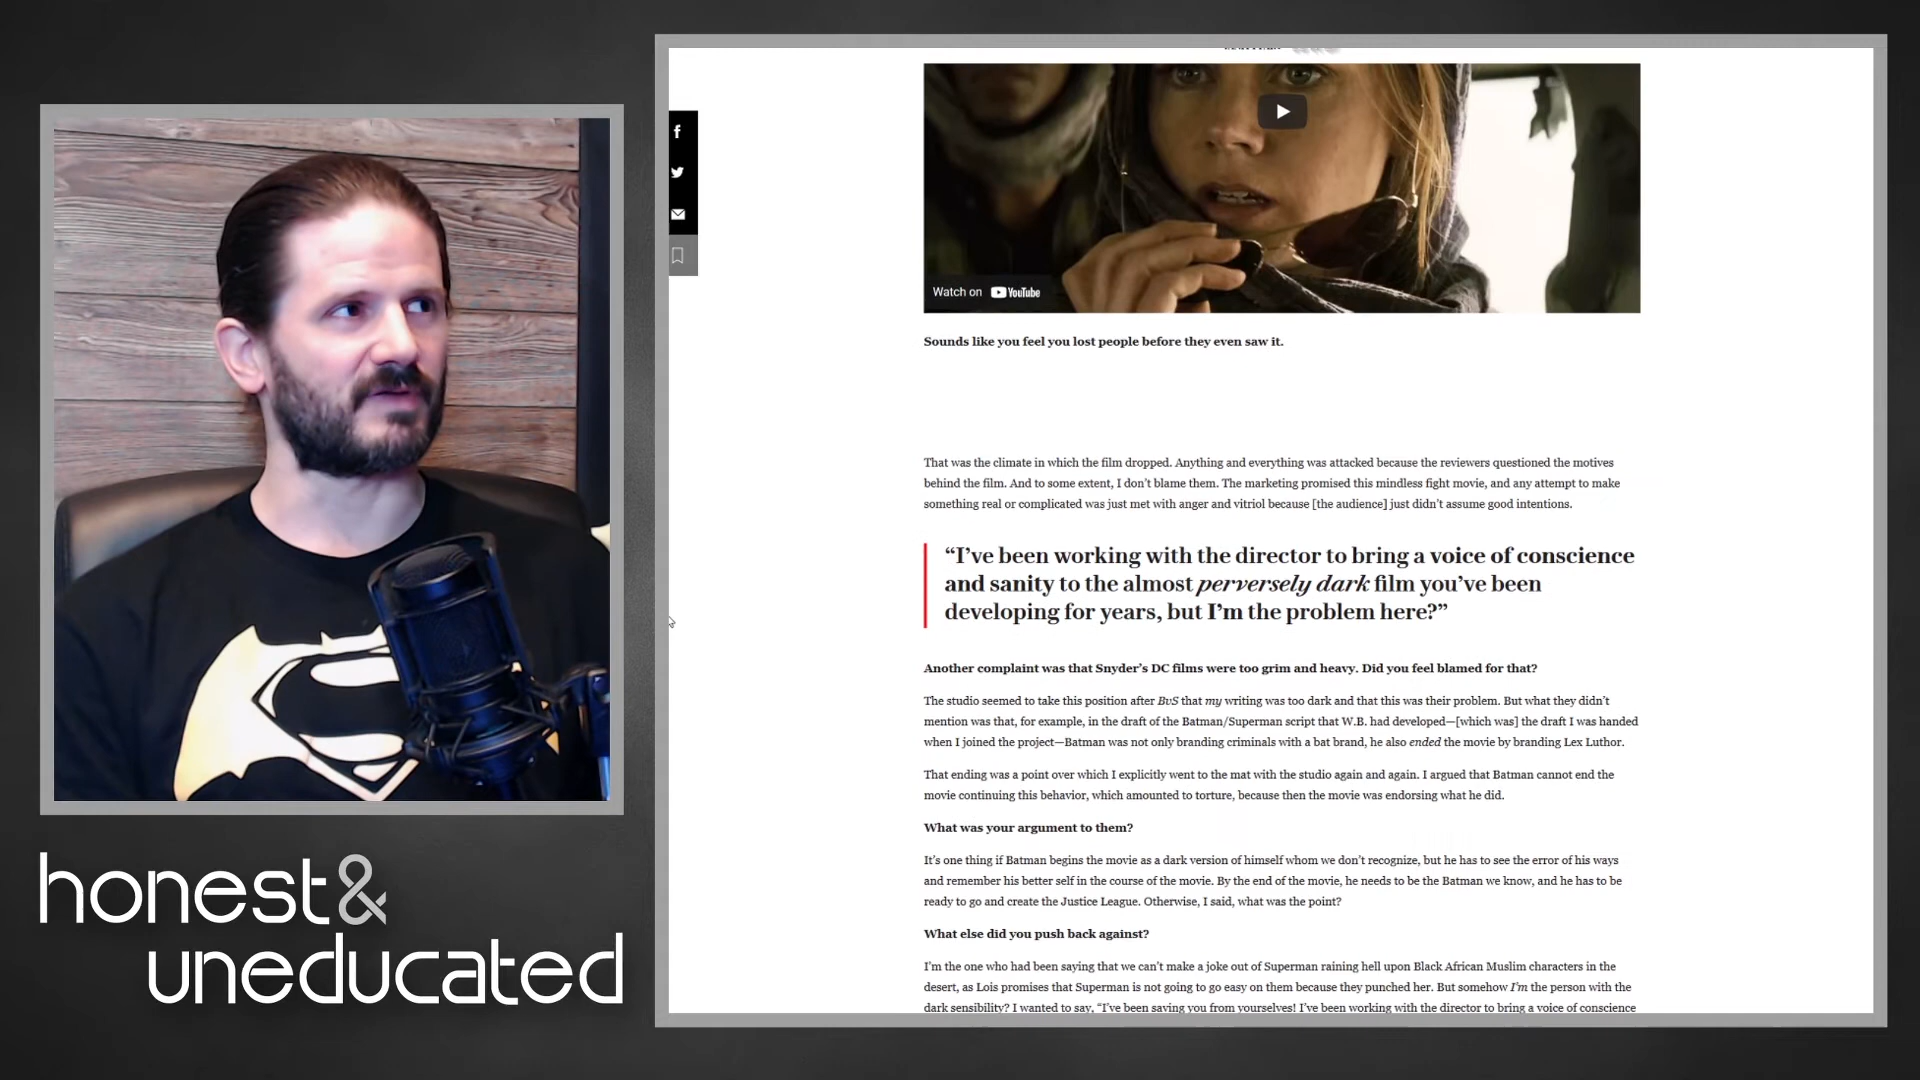 Watch on YouTube
Sounds like you feel you lost people before they even saw it.
That was the climate in which the film dropped. Anything and everything was attacked because the reviewers questioned the motives
behind the film. And to some extent, I don’t blame them. The marketing promised this mindless fight movie, and any attempt to make
something real or complicated was just met with anger and vitriol because [the audience] just didn’t assume good intentions.
“I’ve been working with the director to bring a voice of conscience
and sanity to the almost perversely dark film you’ve been
developing for years, but I’m the problem here?”
Another complaint was that Snyder’s DC films were too grim and heavy. Did you feel blamed for that?
The studio seemed to take this position after BvS that my writing was too dark and that this was their problem. But what they didn’t
mention was that, for example, in the draft of the Batman/Superman script that W.B. had developed—[which was] the draft I was handed
when I joined the project—Batman was not only branding criminals with a bat brand, he also ended the movie by branding Lex Luthor.
That ending was a point over which I explicitly went to the mat with the studio again and again. I argued that Batman cannot end the
movie continuing this behavior, which amounted to torture, because then the movie was endorsing what he did.
What was your argument to them?
It’s one thing if Batman begins the movie as a dark version of himself whom we don’t recognize, but he has to see the error of his ways
and remember his better self in the course of the movie. By the end of the movie, he needs to be the Batman we know, and he has to be
ready to go and create the Justice League. Otherwise, I said, what was the point?
What else did you push back against?
I’m the one who had been saying that we can’t make a joke out of Superman raining hell upon Black African Muslim characters in the
desert, as Lois promises that Superman is not going to go easy on them because they punched her. But somehow I’m the person with the
dark sensibility? I wanted to say, “I’ve been saving you from yourselves! I’ve been working with the director to bring a voice of conscience
honest&
uneducated